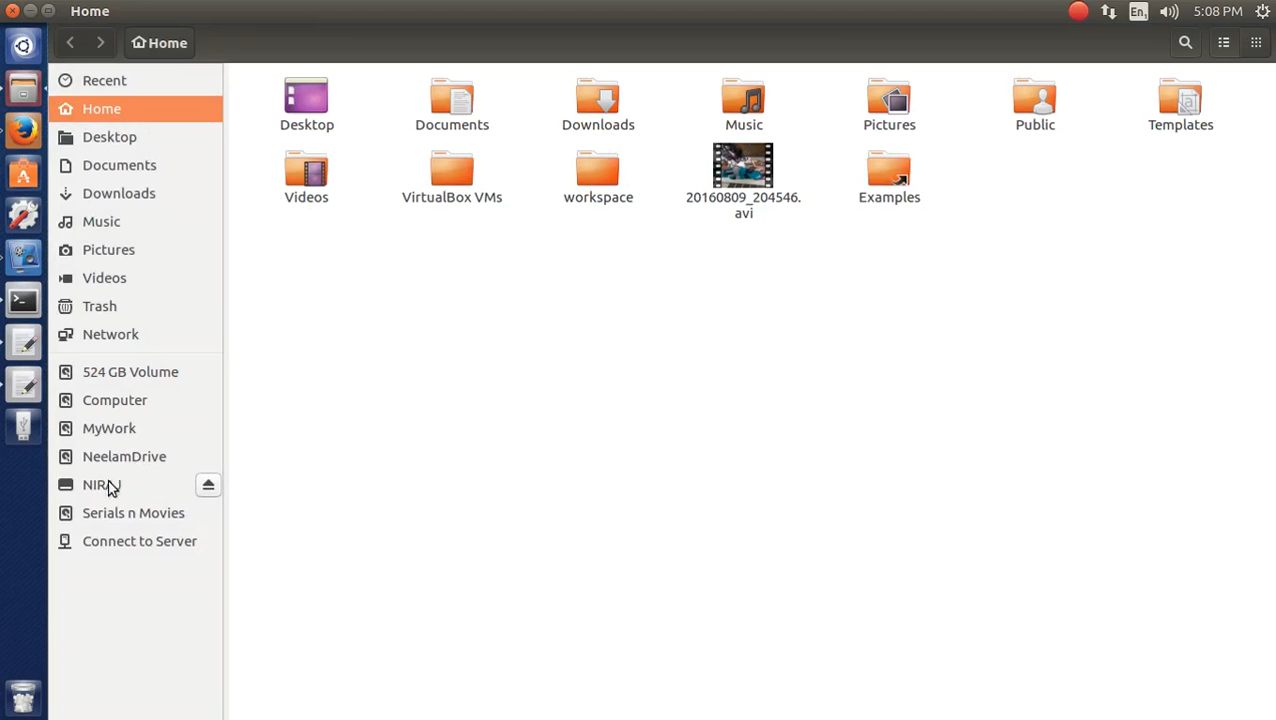 Home
En1
5:08 PM
Home
Recent
Home
Desktop
Documents
Downloads
Music
Pictures
Videos
Trash
Network
524 GB Volume
Computer
MyWork
NeelamDrive
Serials n Movies
Connect to Server
Desktop
Documents
Downloads
Music
Pictures
Public
Templates
Videos
VirtualBox VMs
workspace
20160809_204546.
avi
Examples